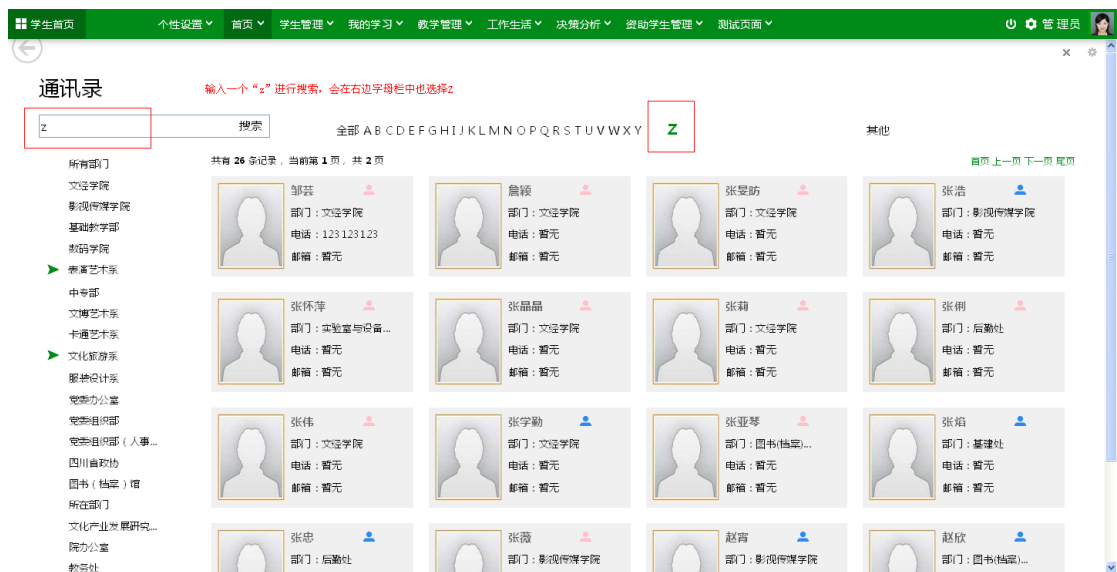 学生首页 个性设置 首页 学生管理 我的学习 教学管理 工作生活 决策分析 资助学生管理 测试页面 管理员
通讯录 输入一个“z”进行搜索，会在右边字母栏中也选择Z
z 搜索 全部 A B C D E F G H I J K L M N O P Q R S T U V W X Y Z 其他
共有 26 条记录，当前第 1 页，共 2 页 首页 上一页 下一页 尾页
所有部门
文经学院
影视传媒学院
基础教学部
数码学院
表演艺术系
中专部
文博艺术系
卡通艺术系
文化旅游系
服装设计系
党委办公室
党委组织部
党委组织部（人事...
四川省政协
图书（档案）馆
所在部门
文化产业发展研究...
院办公室
教务处
邹芸
部门：文经学院
电话：123123123
邮箱：暂无
詹颖
部门：文经学院
电话：暂无
邮箱：暂无
张旻昉
部门：文经学院
电话：暂无
邮箱：暂无
张浩
部门：影视传媒学院
电话：暂无
邮箱：暂无
张怀萍
部门：实验室与设备...
电话：暂无
邮箱：暂无
张晶晶
部门：文经学院
电话：暂无
邮箱：暂无
张莉
部门：文经学院
电话：暂无
邮箱：暂无
张俐
部门：后勤处
电话：暂无
邮箱：暂无
张伟
部门：文经学院
电话：暂无
邮箱：暂无
张学勤
部门：文经学院
电话：暂无
邮箱：暂无
张亚琴
部门：图书(档案)...
电话：暂无
邮箱：暂无
张焰
部门：基建处
电话：暂无
邮箱：暂无
张忠
部门：后勤处
张薇
部门：影视传媒学院
赵宵
部门：影视传媒学院
赵欣
部门：图书(档案)...